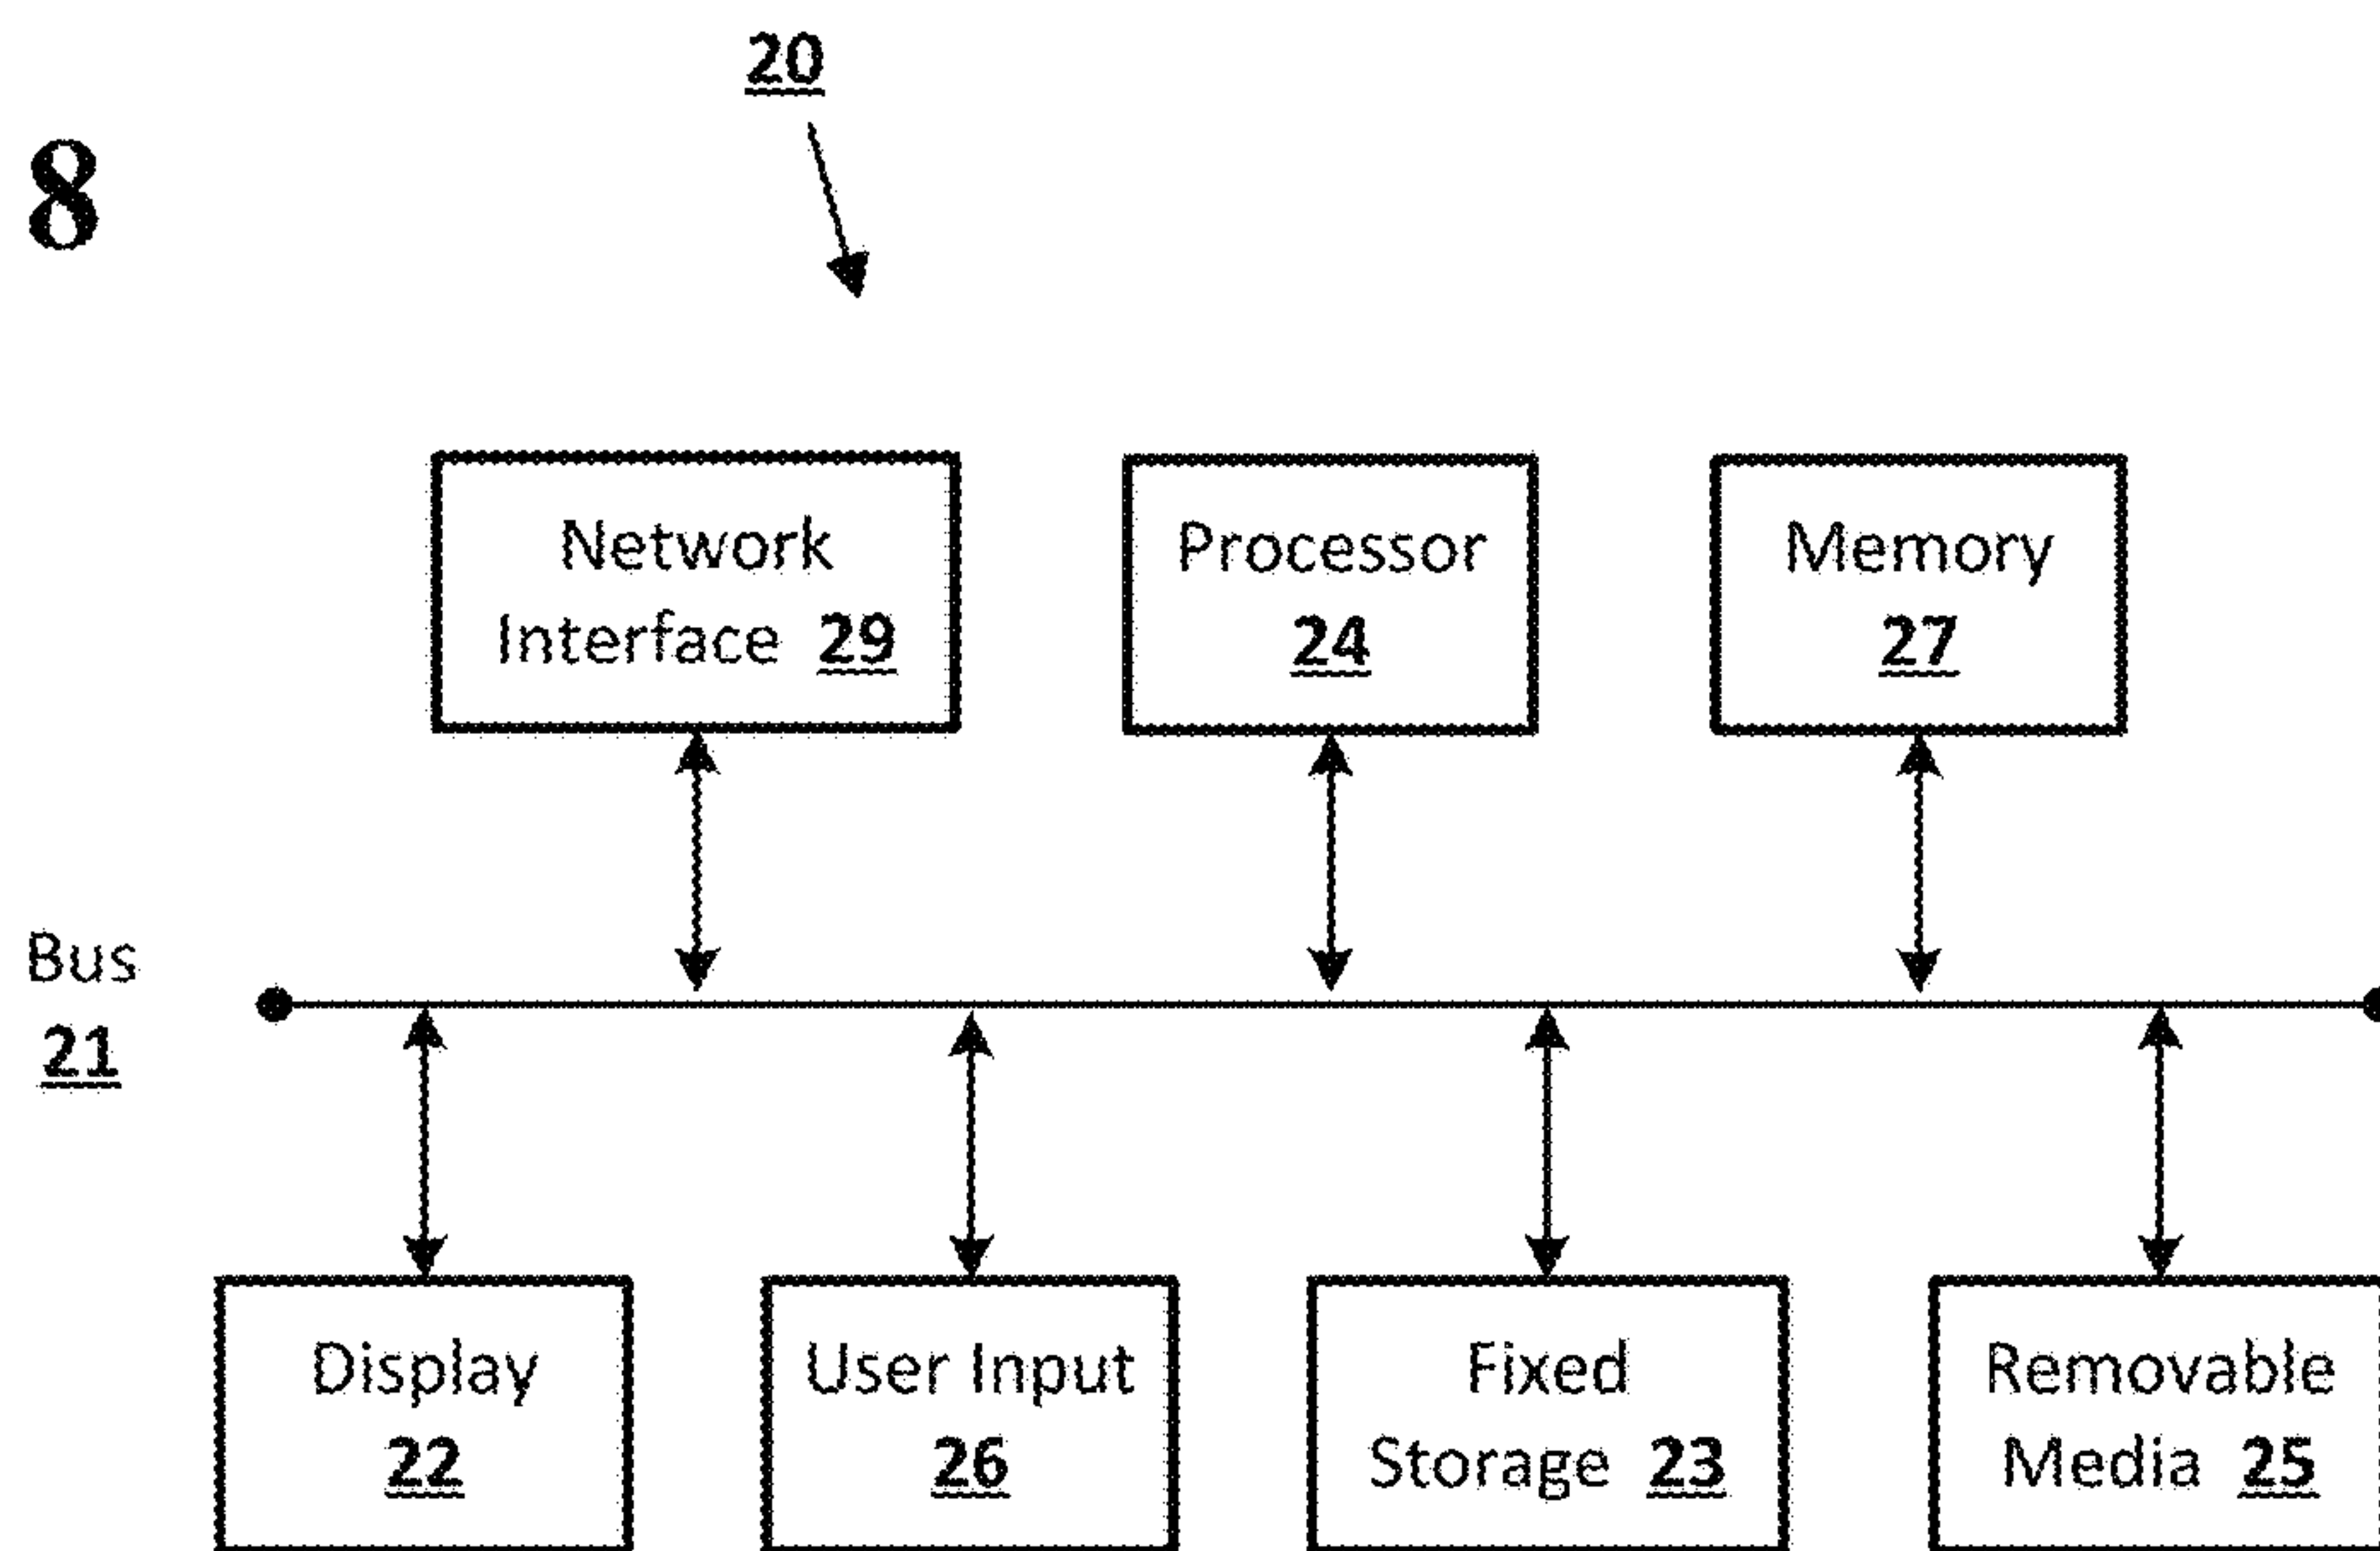 20
8
Network
Interface 29
Processor
24
Memory
27
Bus
21
Display
22
User Input
26
Fixed
Storage 23
Removable
Media 25